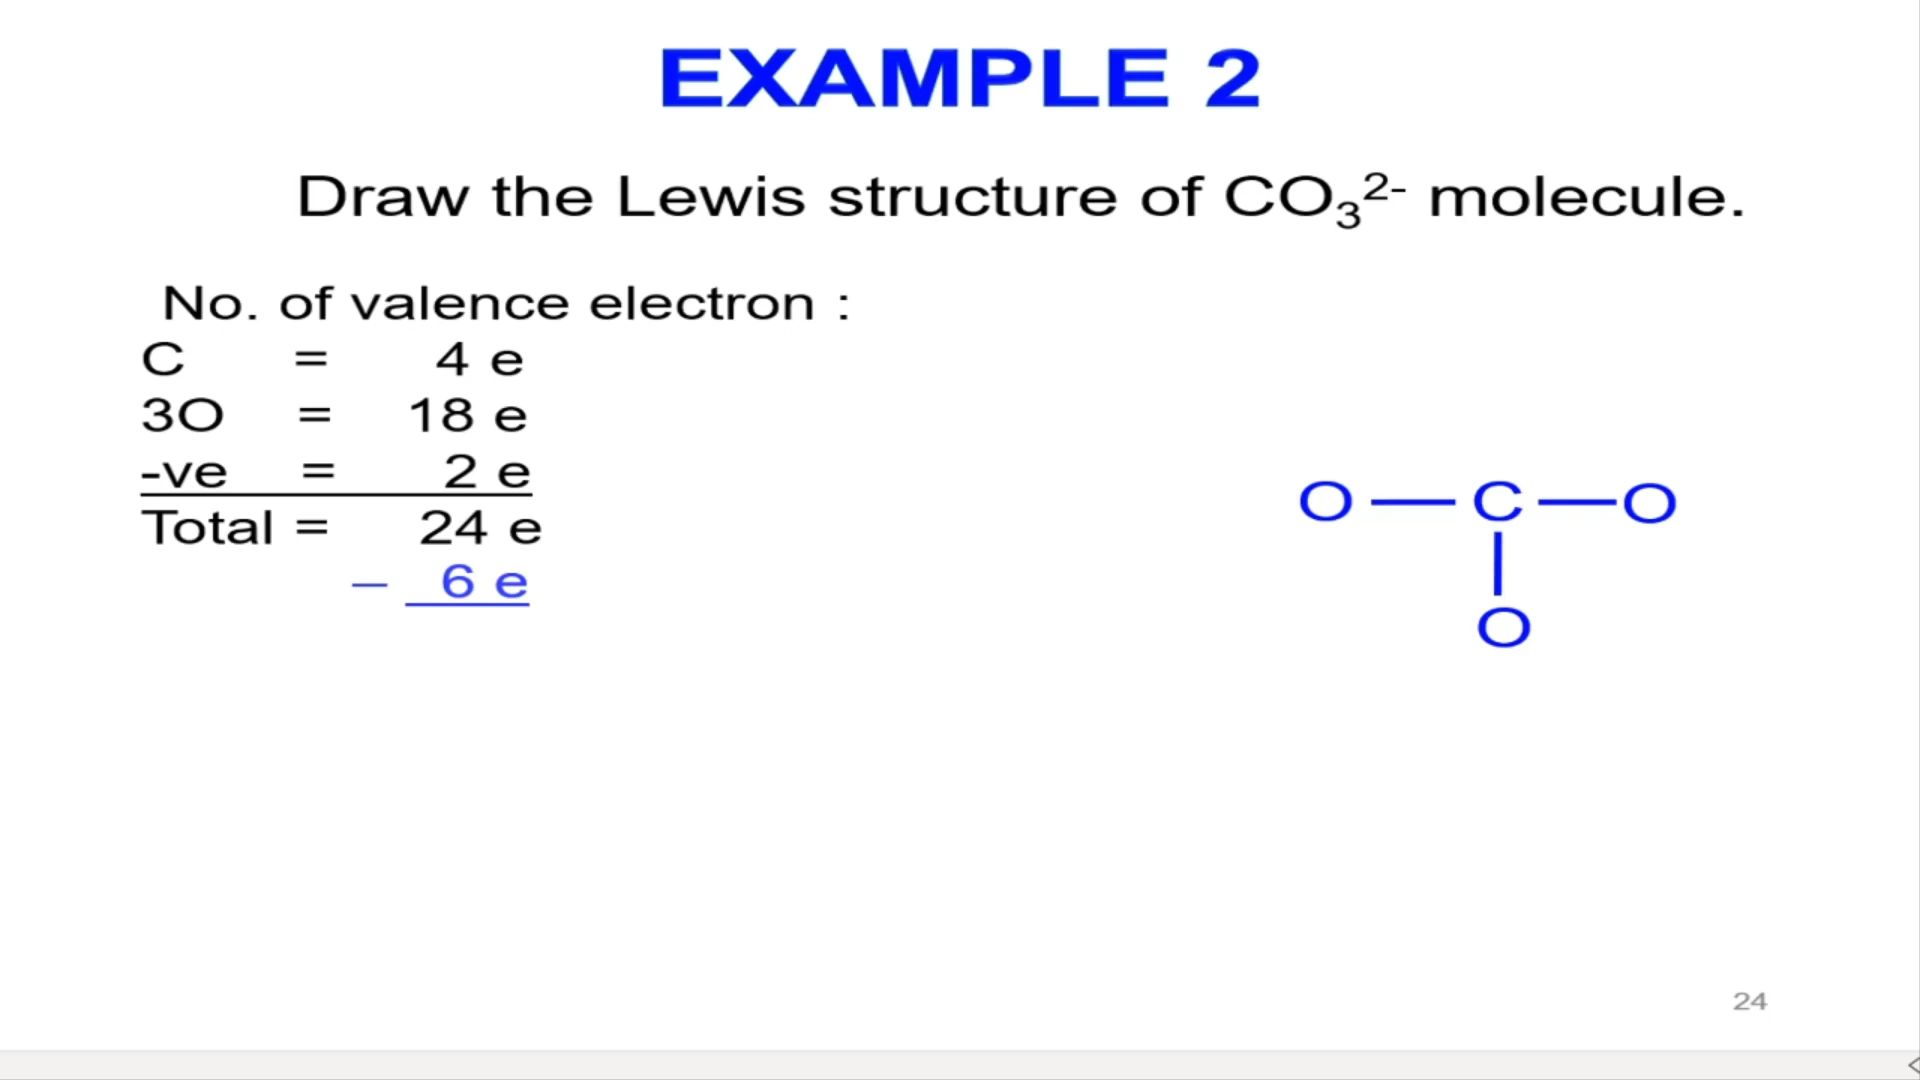 EXAMPLE 2
Draw the Lewis structure of CO₃²⁻ molecule.
No. of valence electron :
C = 4 e
3O = 18 e
-ve = 2 e
Total = 24 e
– 6 e
O — C — O
|
O
24